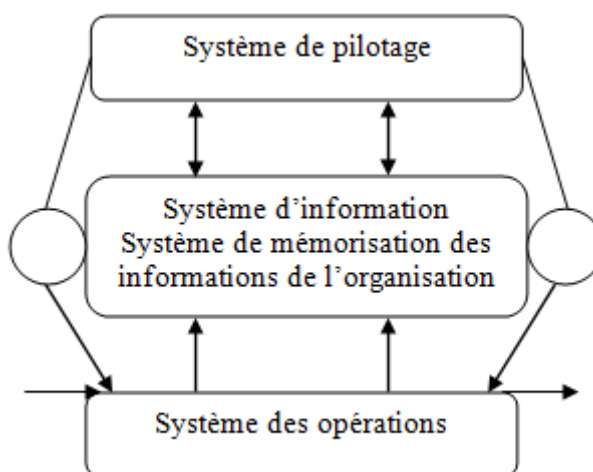 Système de pilotage
Système d’information
Système de mémorisation des
informations de l’organisation
Système des opérations